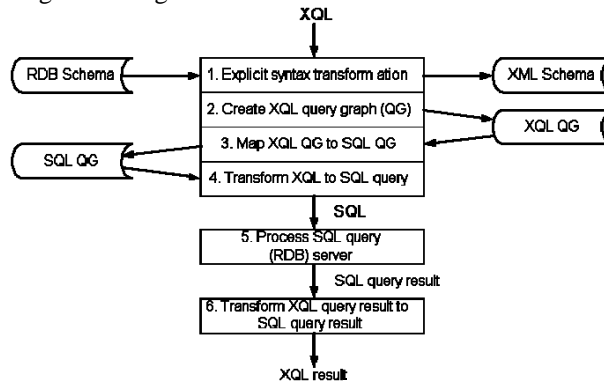 XQL
RDB Schema
1. Explicit syntax transform ation
XML Schema
2. Create XQL query graph (QG)
XQL QG
3. Map XQL QG to SQL QG
SQL QG
4. Transform XQL to SQL query
SQL
5. Process SQL query
(RDB) server
SQL query result
6. Transform XQL query result to
SQL query result
XQL result